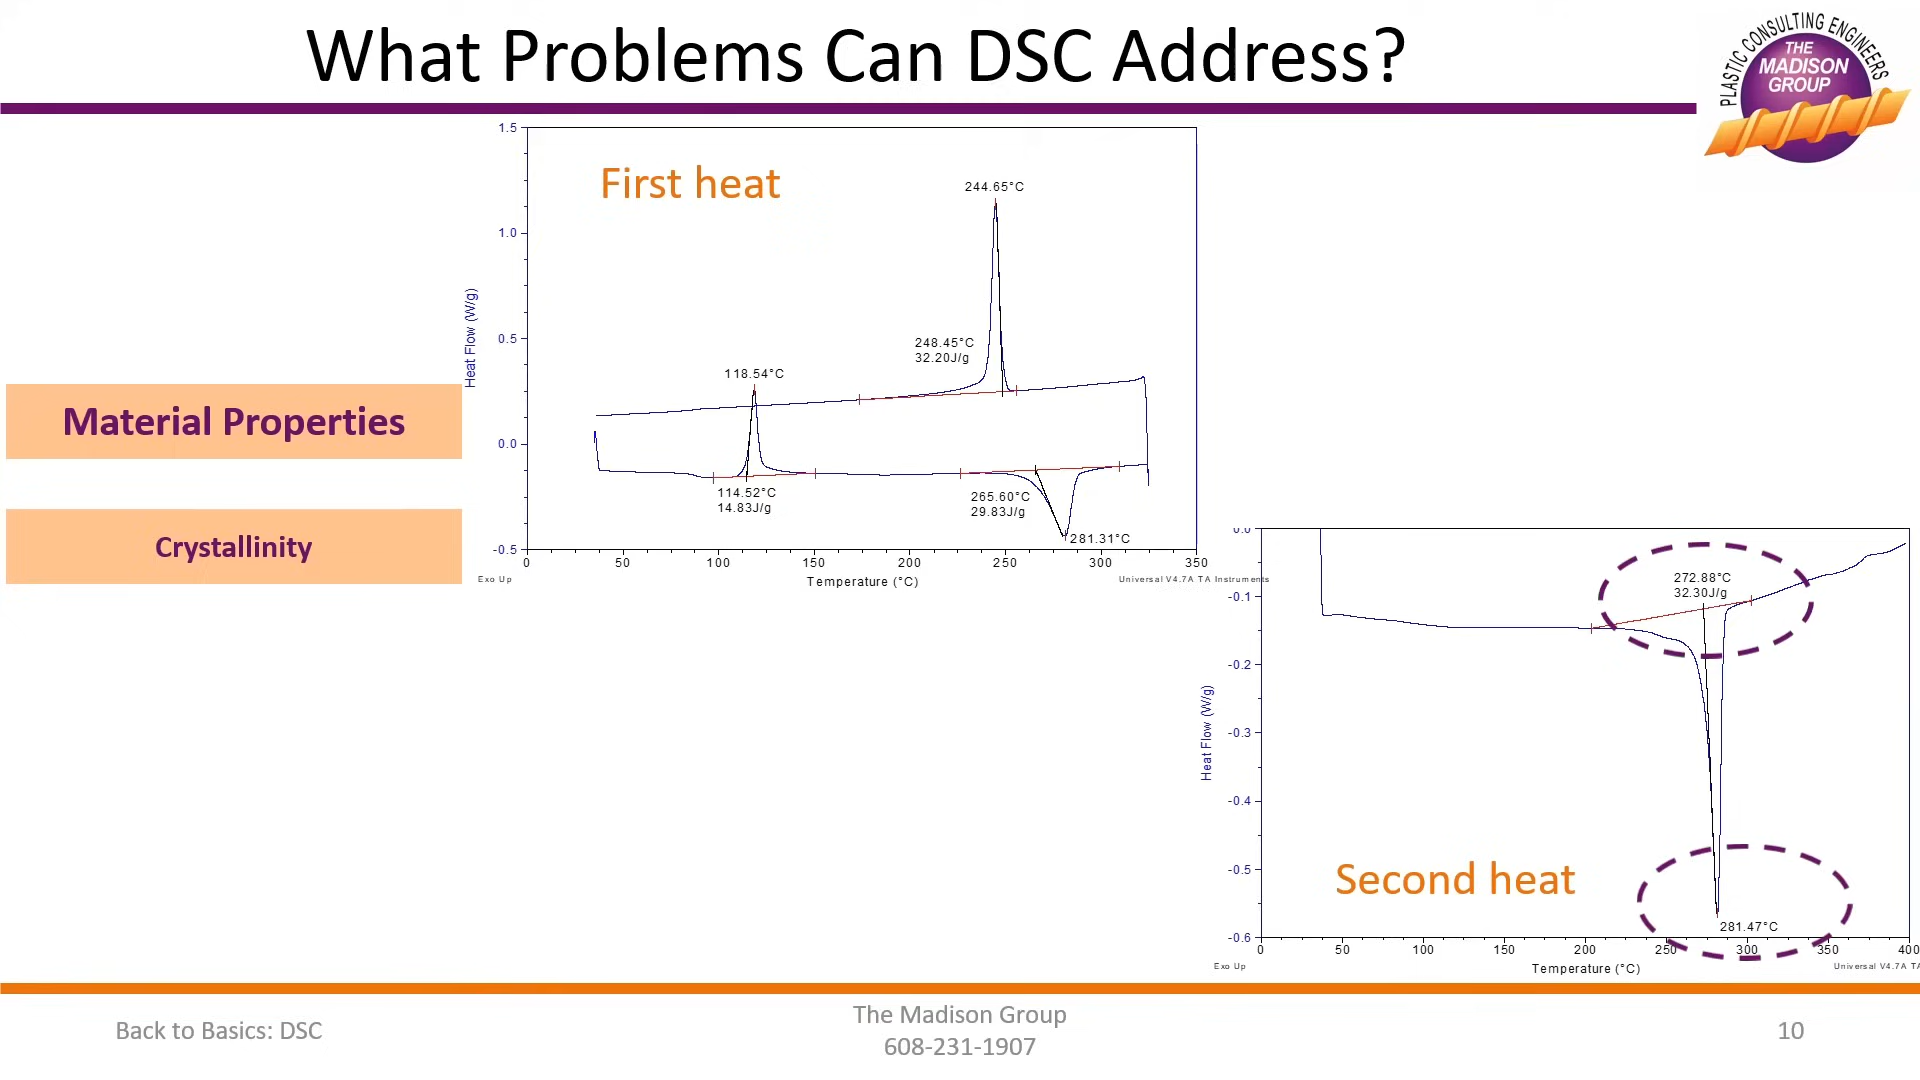 What Problems Can DSC Address?
PLASTIC CONSULTING ENGINEERS
THE
MADISON
GROUP
Material Properties
Crystallinity
First heat
1.5
1.0
0.5
0.0
-0.5
Heat Flow (W/g)
244.65°C
248.45°C
32.20J/g
118.54°C
114.52°C
14.83J/g
265.60°C
29.83J/g
281.31°C
0 50 100 150 200 250 300 350
Exo Up
Temperature (°C)
Universal V4.7A TA Instruments
Second heat
0.0
-0.1
-0.2
-0.3
-0.4
-0.5
-0.6
Heat Flow (W/g)
272.88°C
32.30J/g
281.47°C
0 50 100 150 200 250 300 350 400
Exo Up
Temperature (°C)
Universal V4.7A TA
Back to Basics: DSC
The Madison Group
608-231-1907
10